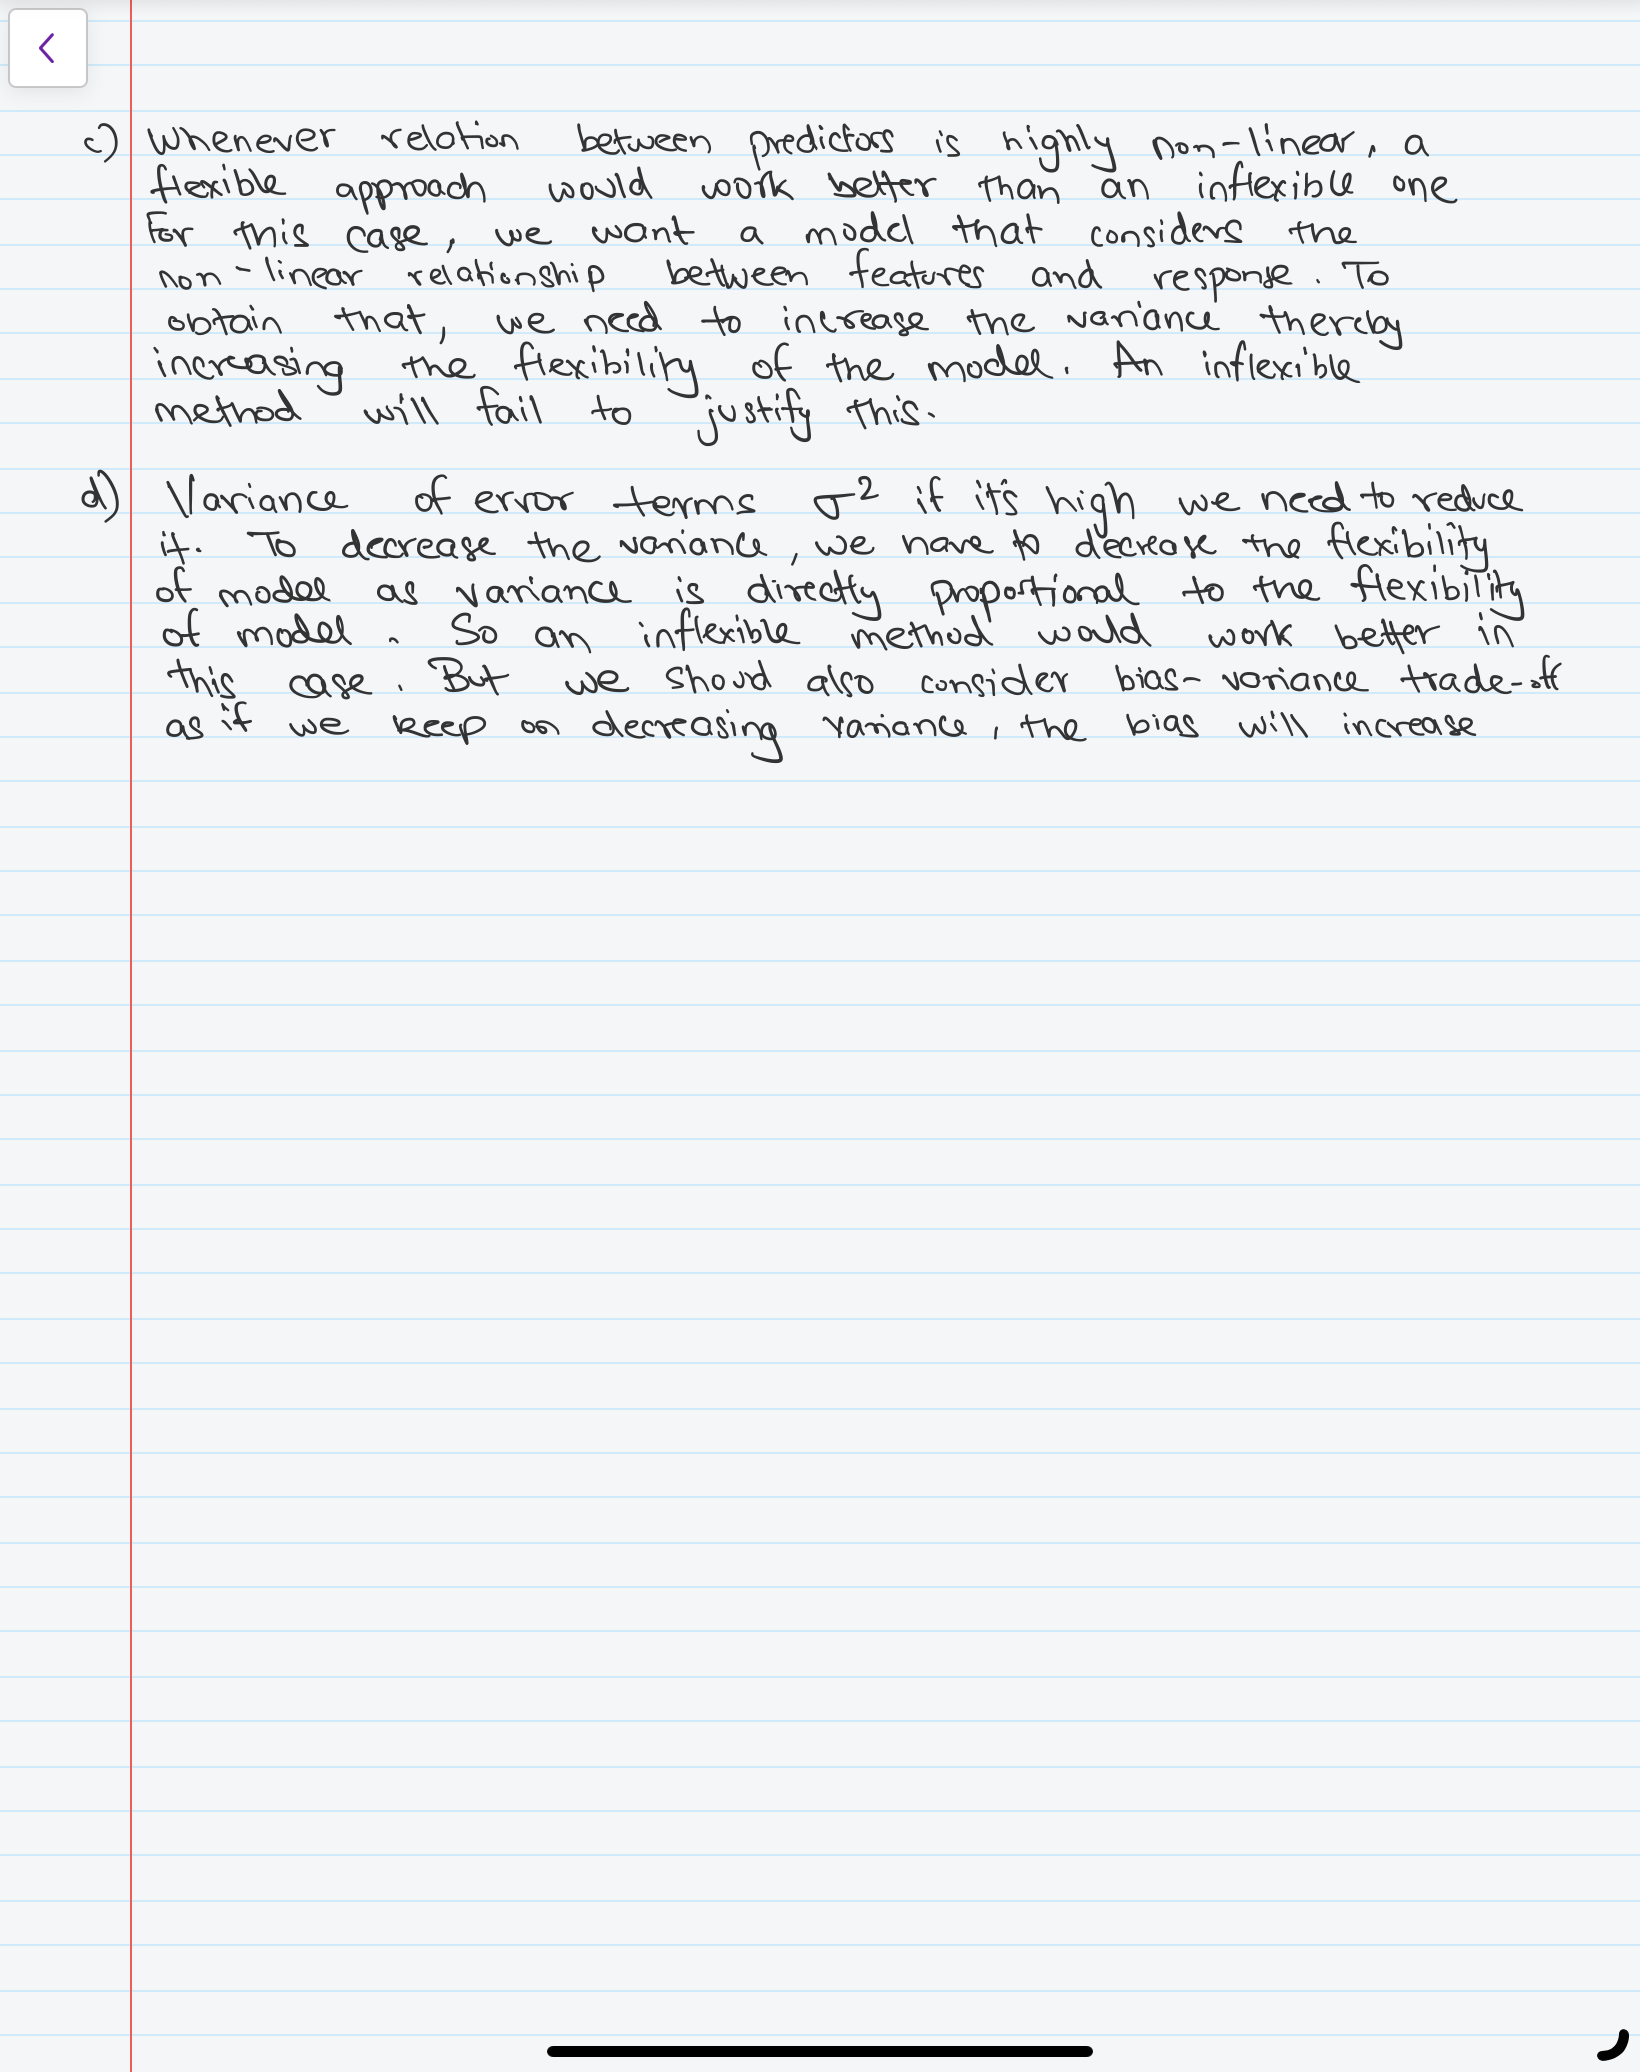 c) Whenever relation between predictors is highly non-linear, a
flexible approach would work better than an inflexible one
For this case, we want a model that considers the
non-linear relationship between features and response. To
obtain that, we need to increase the variance thereby
increasing the flexibility of the model. An inflexible
method will fail to justify this.
d) Variance of error terms σ² if it's high we need to reduce
it. To decrease the variance, we have to decrease the flexibility
of model as variance is directly proportional to the flexibility
of model. So an inflexible method would work better in
this case. But we shoud also consider bias-variance trade-off
as if we keep on decreasing variance, the bias will increase